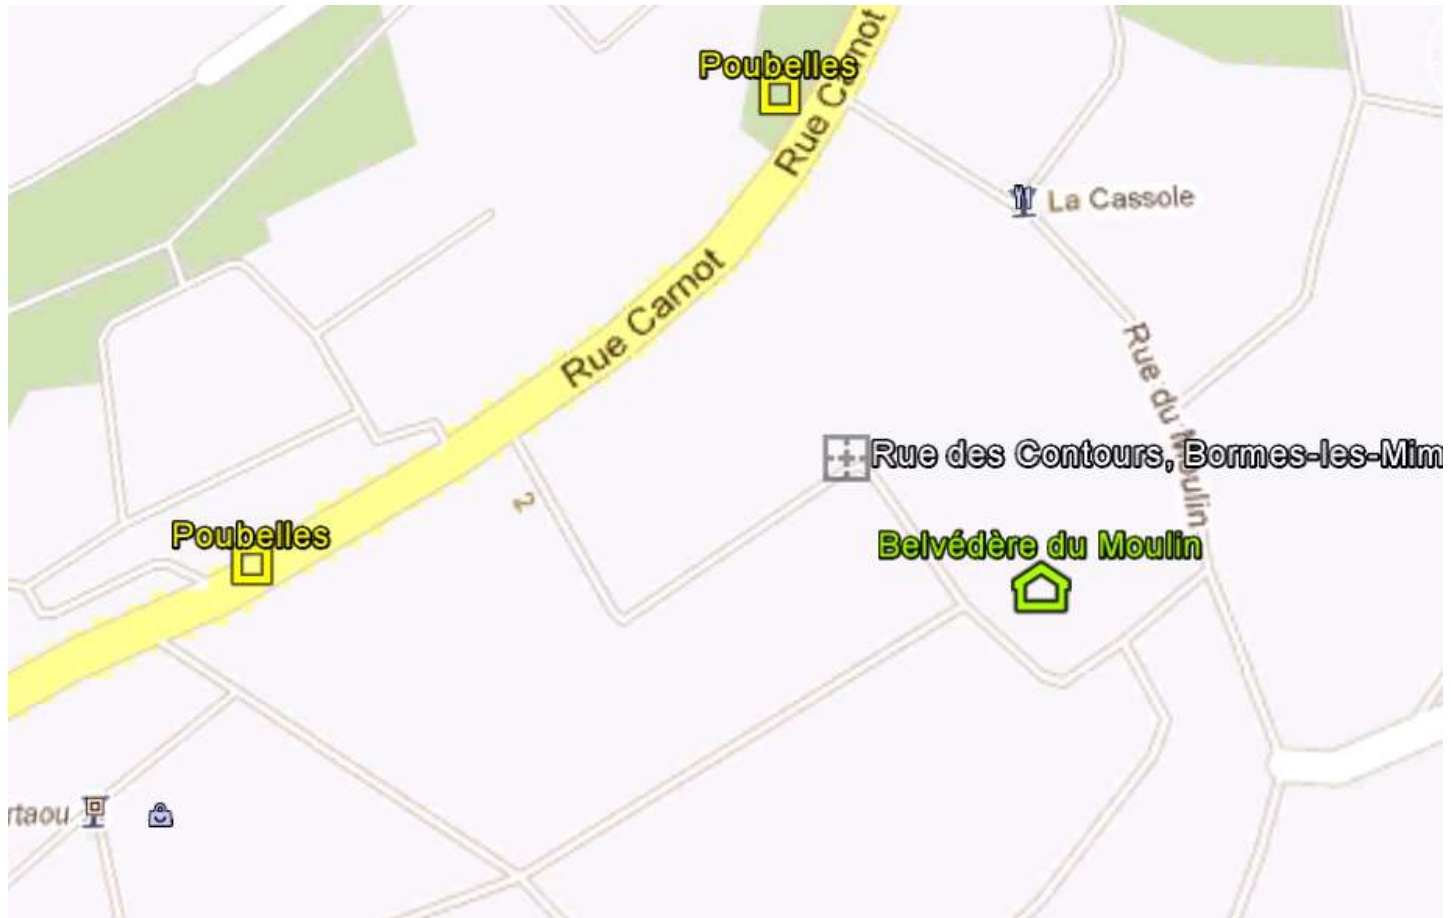 Poubelles
Rue Carnot
La Cassole
Rue Carnot
Rue du Moulin
Rue des Contours, Bormes-les-Mim
Poubelles
2
Belvédère du Moulin
rtaou